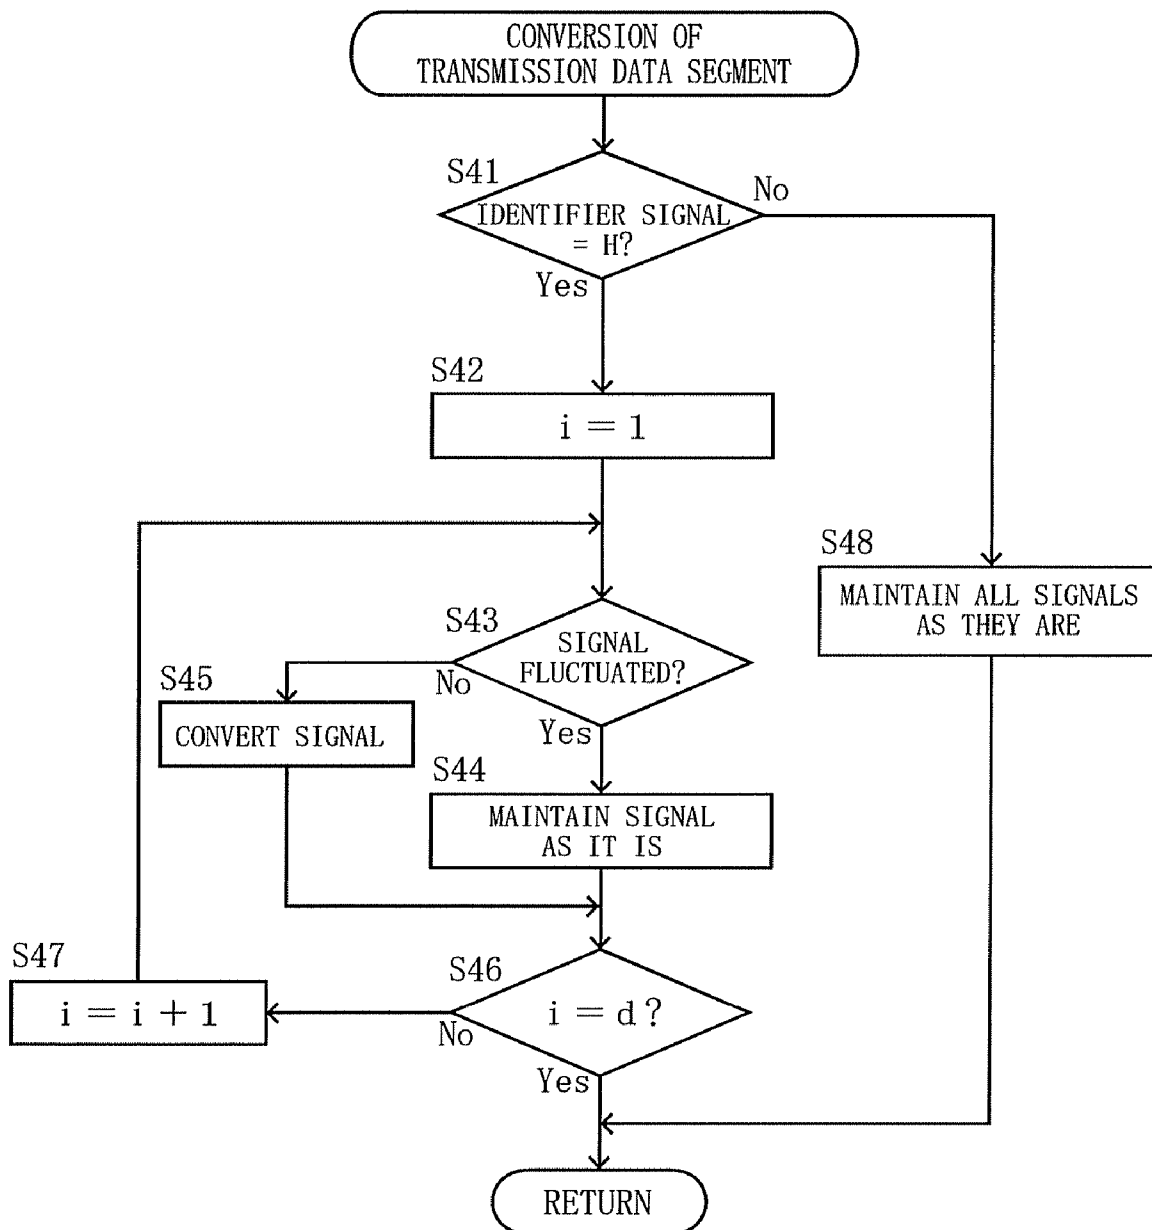 CONVERSION OF
TRANSMISSION DATA SEGMENT
S41
No
IDENTIFIER SIGNAL
= H?
Yes
S42
i = 1
S48
MAINTAIN ALL SIGNALS
AS THEY ARE
S43
SIGNAL
FLUCTUATED?
No
S45
CONVERT SIGNAL
Yes
S44
MAINTAIN SIGNAL
AS IT IS
S47
i = i + 1
S46
i = d ?
No
Yes
RETURN